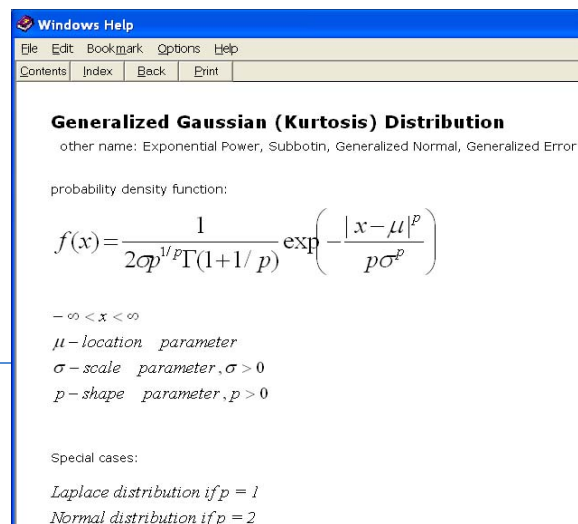 Windows Help
File Edit Bookmark Options Help
Contents Index Back Print
Generalized Gaussian (Kurtosis) Distribution
other name: Exponential Power, Subbotin, Generalized Normal, Generalized Error
probability density function:
f(x)=\frac{1}{2σp^{1/p}Γ(1+1/p)}exp(-\frac{|x-μ|^p}{pσ^p})
-∞<x<∞
μ-location parameter
σ-scale parameter,σ>0
p-shape parameter,p>0
Special cases:
Laplace distribution if p = 1
Normal distribution if p = 2